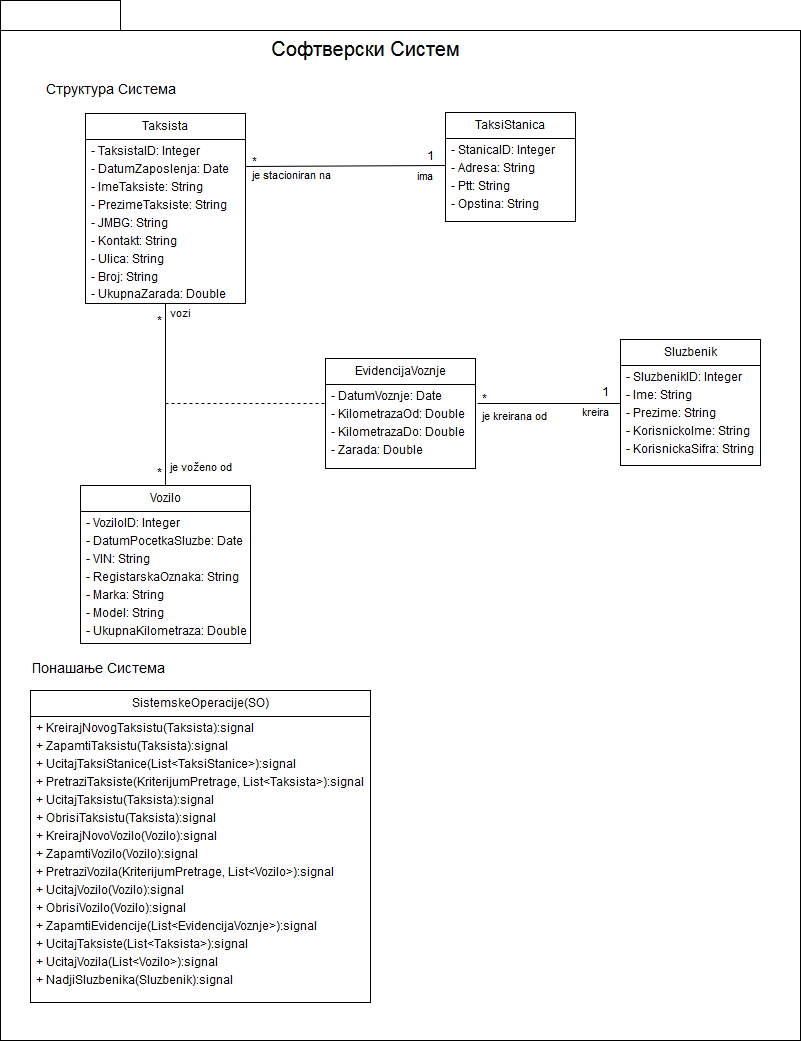 Софтверски Систем
Структура Система
Taksista
- TaksistaID: Integer
- DatumZaposlenja: Date
- ImeTaksiste: String
- PrezimeTaksiste: String
- JMBG: String
- Kontakt: String
- Ulica: String
- Broj: String
- UkupnaZarada: Double
*
je stacioniran na
1
ima
TaksiStanica
- StanicaID: Integer
- Adresa: String
- Ptt: String
- Opstina: String
*
vozi
EvidencijaVoznje
- DatumVoznje: Date
- KilometrazaOd: Double
- KilometrazaDo: Double
- Zarada: Double
*
je kreirana od
1
kreira
Sluzbenik
- SluzbenikID: Integer
- Ime: String
- Prezime: String
- KorisnickoIme: String
- KorisnickaSifra: String
*
je voženo od
Vozilo
- VoziloID: Integer
- DatumPocetkaSluzbe: Date
- VIN: String
- RegistarskaOznaka: String
- Marka: String
- Model: String
- UkupnaKilometraza: Double
Понашање Система
SistemskeOperacije(SO)
+ KreirajNovogTaksistu(Taksista):signal
+ ZapamtiTaksistu(Taksista):signal
+ UcitajTaksiStanice(List<TaksiStanice>):signal
+ PretraziTaksiste(KriterijumPretrage, List<Taksista>):signal
+ UcitajTaksistu(Taksista):signal
+ ObrisiTaksistu(Taksista):signal
+ KreirajNovoVozilo(Vozilo):signal
+ ZapamtiVozilo(Vozilo):signal
+ PretraziVozila(KriterijumPretrage, List<Vozilo>):signal
+ UcitajVozilo(Vozilo):signal
+ ObrisiVozilo(Vozilo):signal
+ ZapamtiEvidencije(List<EvidencijaVoznje>):signal
+ UcitajTaksiste(List<Taksista>):signal
+ UcitajVozila(List<Vozilo>):signal
+ NadjiSluzbenika(Sluzbenik):signal